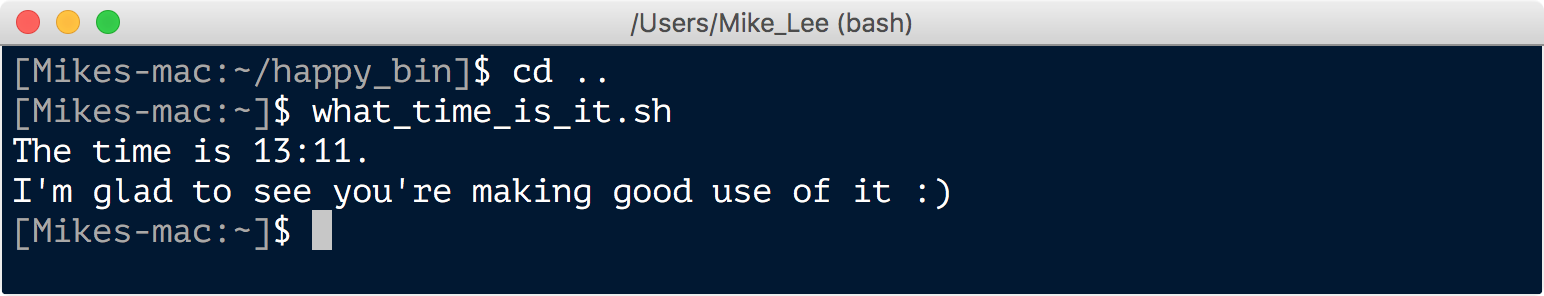 /Users/Mike_Lee (bash)
[Mikes-mac:~/happy_bin]$ cd ..
[Mikes-mac:~]$ what_time_is_it.sh
The time is 13:11.
I'm glad to see you're making good use of it :)
[Mikes-mac:~]$